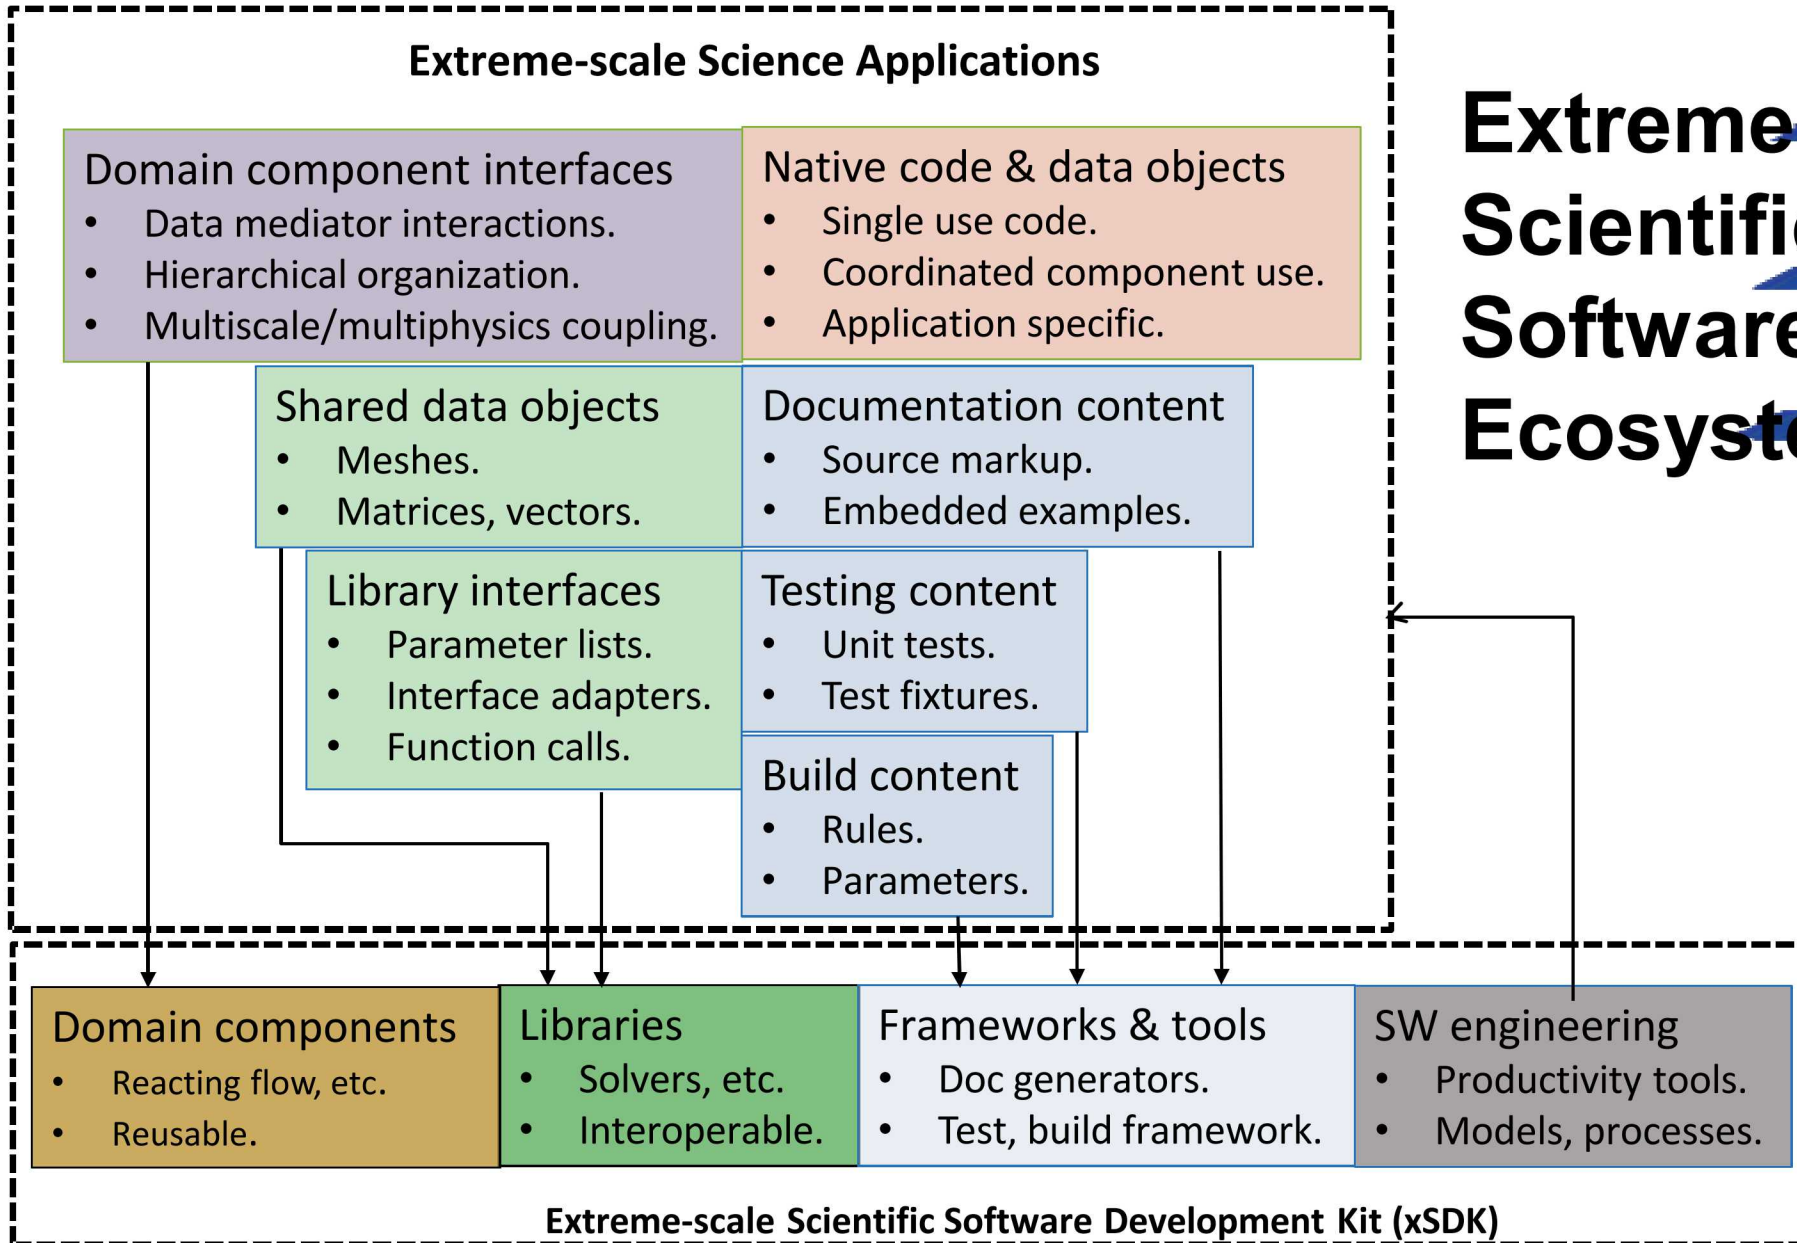 Extreme-scale Science Applications
Domain component interfaces
• Data mediator interactions.
• Hierarchical organization.
• Multiscale/multiphysics coupling.
Native code & data objects
• Single use code.
• Coordinated component use.
• Application specific.
Shared data objects
• Meshes.
• Matrices, vectors.
Documentation content
• Source markup.
• Embedded examples.
Library interfaces
• Parameter lists.
• Interface adapters.
• Function calls.
Testing content
• Unit tests.
• Test fixtures.
Build content
• Rules.
• Parameters.
Extreme
Software
Domain components
• Reacting flow, etc.
• Reusable.
Libraries
• Solvers, etc.
• Interoperable.
Frameworks & tools
• Doc generators.
• Test, build framework.
SW engineering
• Productivity tools.
• Models, processes.
Extreme-scale Scientific Software Development Kit (xSDK)